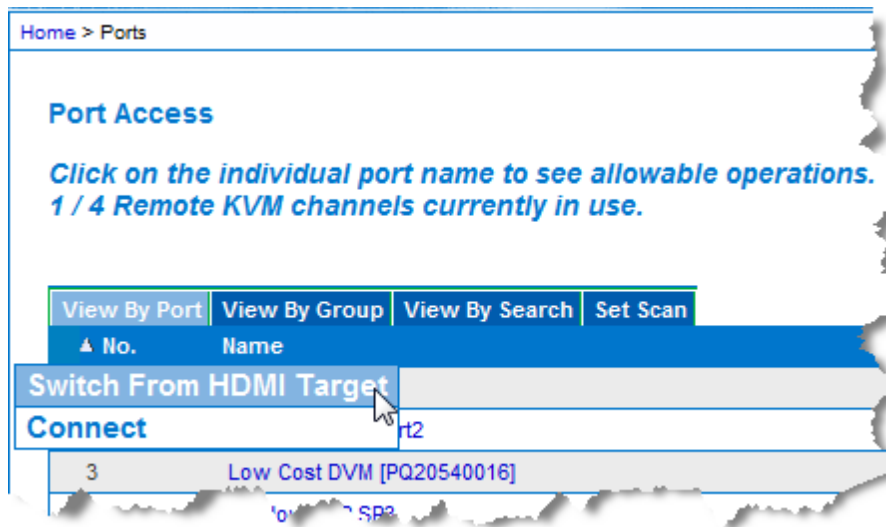 Home > Ports
Port Access
Click on the individual port name to see allowable operations.
1 / 4 Remote KVM channels currently in use.
View By Port View By Group View By Search Set Scan
No. Name
Switch From HDMI Target
Connect rt2
3 Low Cost DVM [PQ20540016]
SP3